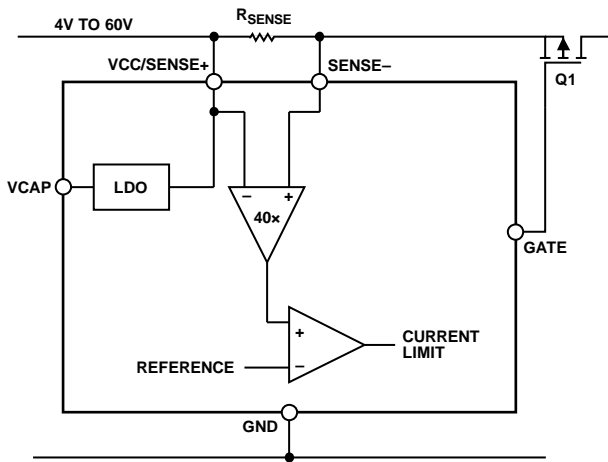 4V TO 60V
RSENSE
VCC/SENSE+
SENSE–
Q1
VCAP
LDO
– +
40×
GATE
+
CURRENT
LIMIT
REFERENCE
–
GND